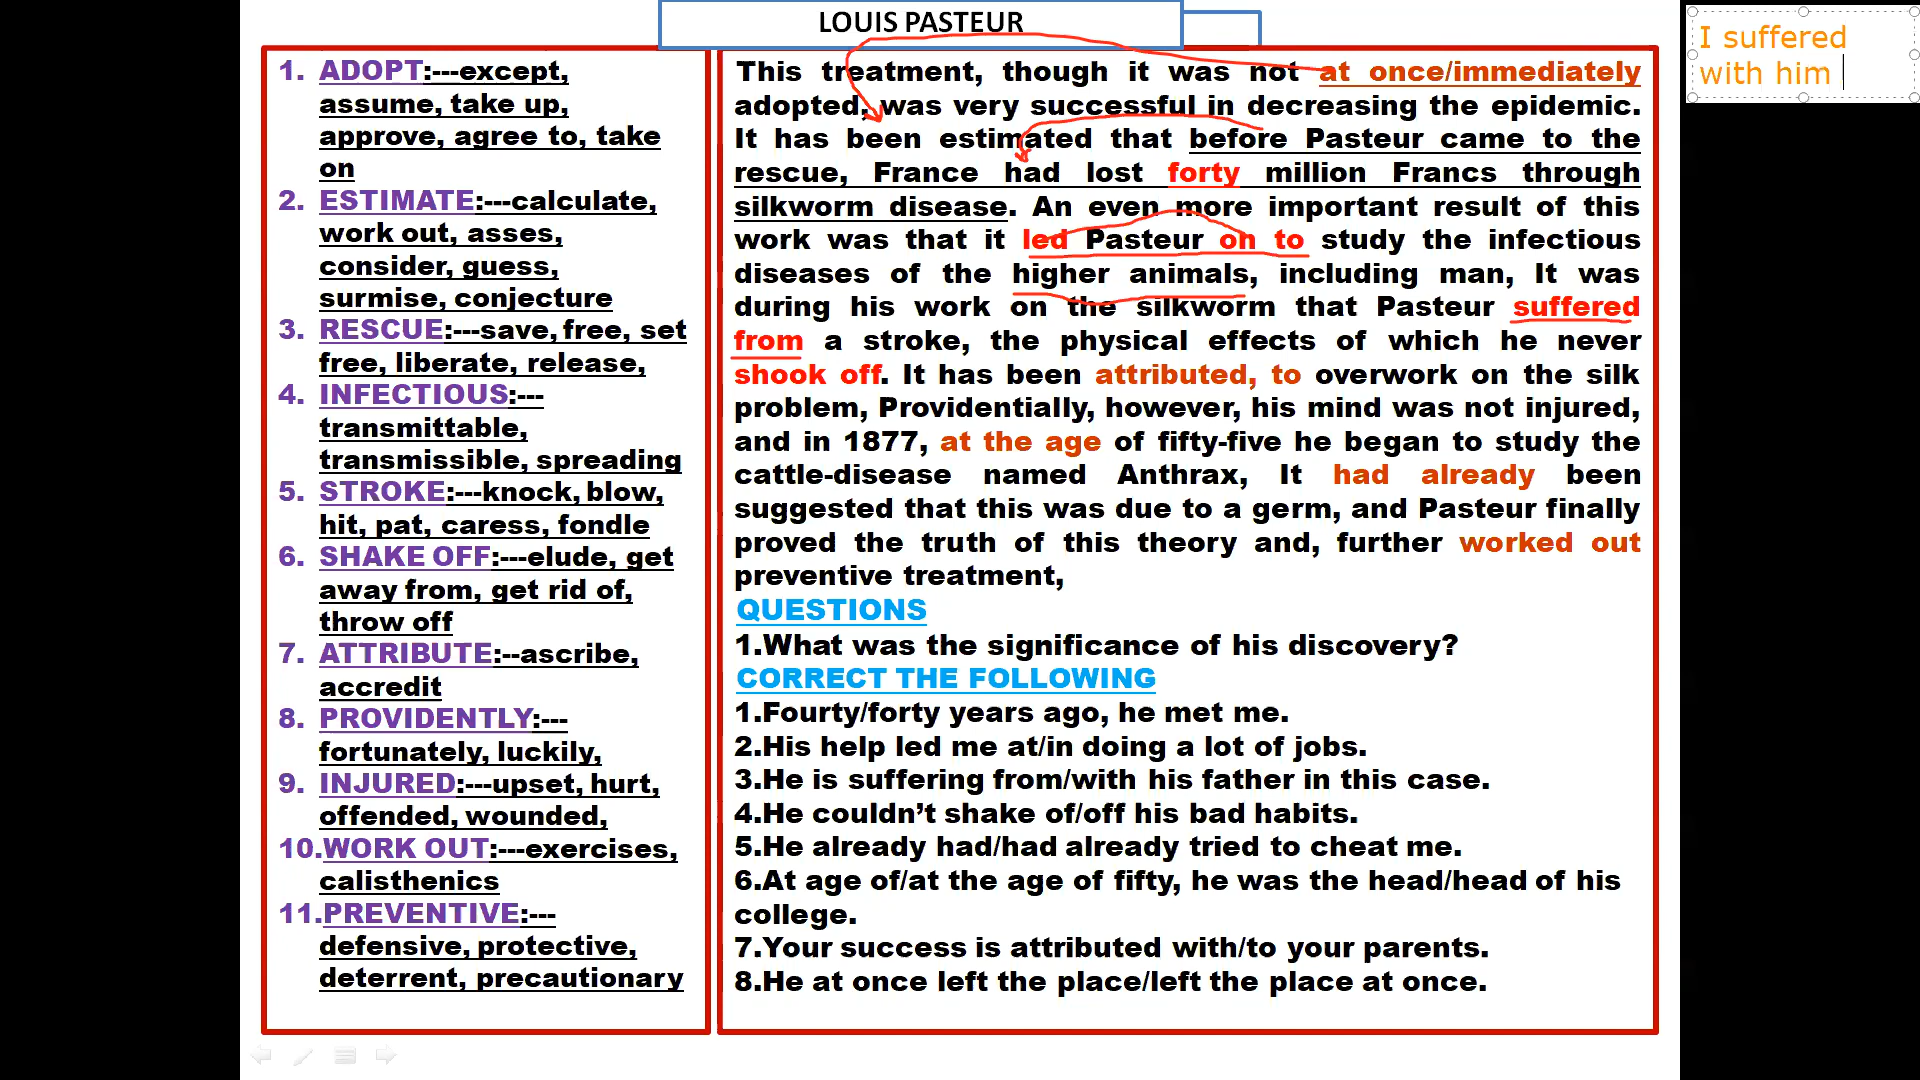 LOUIS PASTEUR
1. ADOPT:---except,
assume, take up,
approve, agree to, take
on
2. ESTIMATE:---calculate,
work out, asses,
consider, guess,
surmise, conjecture
3. RESCUE:---save, free, set
free, liberate, release,
4. INFECTIOUS:---
transmittable,
transmissible, spreading
5. STROKE:---knock, blow,
hit, pat, caress, fondle
6. SHAKE OFF:---elude, get
away from, get rid of,
throw off
7. ATTRIBUTE:--ascribe,
accredit
8. PROVIDENTLY:---
fortunately, luckily,
9. INJURED:---upset, hurt,
offended, wounded,
10.WORK OUT:---exercises,
calisthenics
11.PREVENTIVE:---
defensive, protective,
deterrent, precautionary
This treatment, though it was not at once/immediately
adopted, was very successful in decreasing the epidemic.
It has been estimated that before Pasteur came to the
rescue, France had lost forty million Francs through
silkworm disease. An even more important result of this
work was that it led Pasteur on to study the infectious
diseases of the higher animals, including man, It was
during his work on the silkworm that Pasteur suffered
from a stroke, the physical effects of which he never
shook off. It has been attributed, to overwork on the silk
problem, Providentially, however, his mind was not injured,
and in 1877, at the age of fifty-five he began to study the
cattle-disease named Anthrax, It had already been
suggested that this was due to a germ, and Pasteur finally
proved the truth of this theory and, further worked out
preventive treatment,
QUESTIONS
1.What was the significance of his discovery?
CORRECT THE FOLLOWING
1.Fourty/forty years ago, he met me.
2.His help led me at/in doing a lot of jobs.
3.He is suffering from/with his father in this case.
4.He couldn't shake of/off his bad habits.
5.He already had/had already tried to cheat me.
6.At age of/at the age of fifty, he was the head/head of his
college.
7.Your success is attributed with/to your parents.
8.He at once left the place/left the place at once.
I suffered
with him